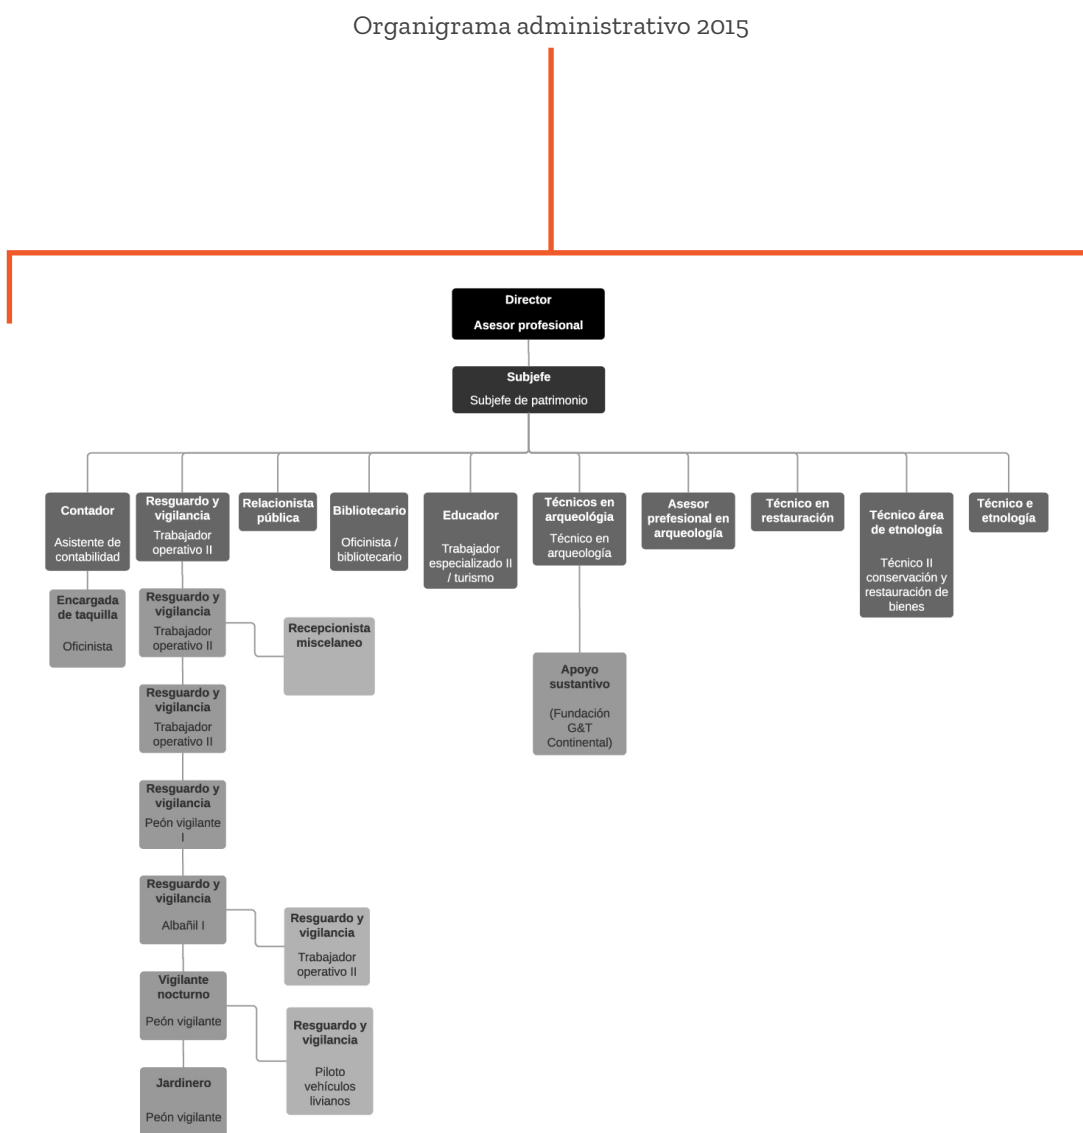 Organigrama administrativo 2015
Director
Asesor profesional
Subjefe
Subjefe de patrimonio
Contador
Asistente de
contabilidad
Resguardo y
vigilancia
Trabajador
operativo II
Relacionista
pública
Bibliotecario
Oficinista /
bibliotecario
Educador
Trabajador
especializado II
/ turismo
Técnicos en
arqueológia
Técnico en
arqueología
Asesor
prefesional en
arqueología
Técnico en
restauración
Técnico área
de etnología
Técnico II
conservación y
restauración de
bienes
Técnico e
etnología
Encargada
de taquilla
Oficinista
Resguardo y
vigilancia
Trabajador
operativo II
Recepcionista
miscelaneo
Apoyo
sustantivo
(Fundación
G&T
Continental)
Resguardo y
vigilancia
Trabajador
operativo II
Resguardo y
vigilancia
Peón vigilante
I
Resguardo y
vigilancia
Albañil I
Resguardo y
vigilancia
Trabajador
operativo II
Vigilante
nocturno
Peón vigilante
Resguardo y
vigilancia
Piloto
vehículos
livianos
Jardinero
Peón vigilante